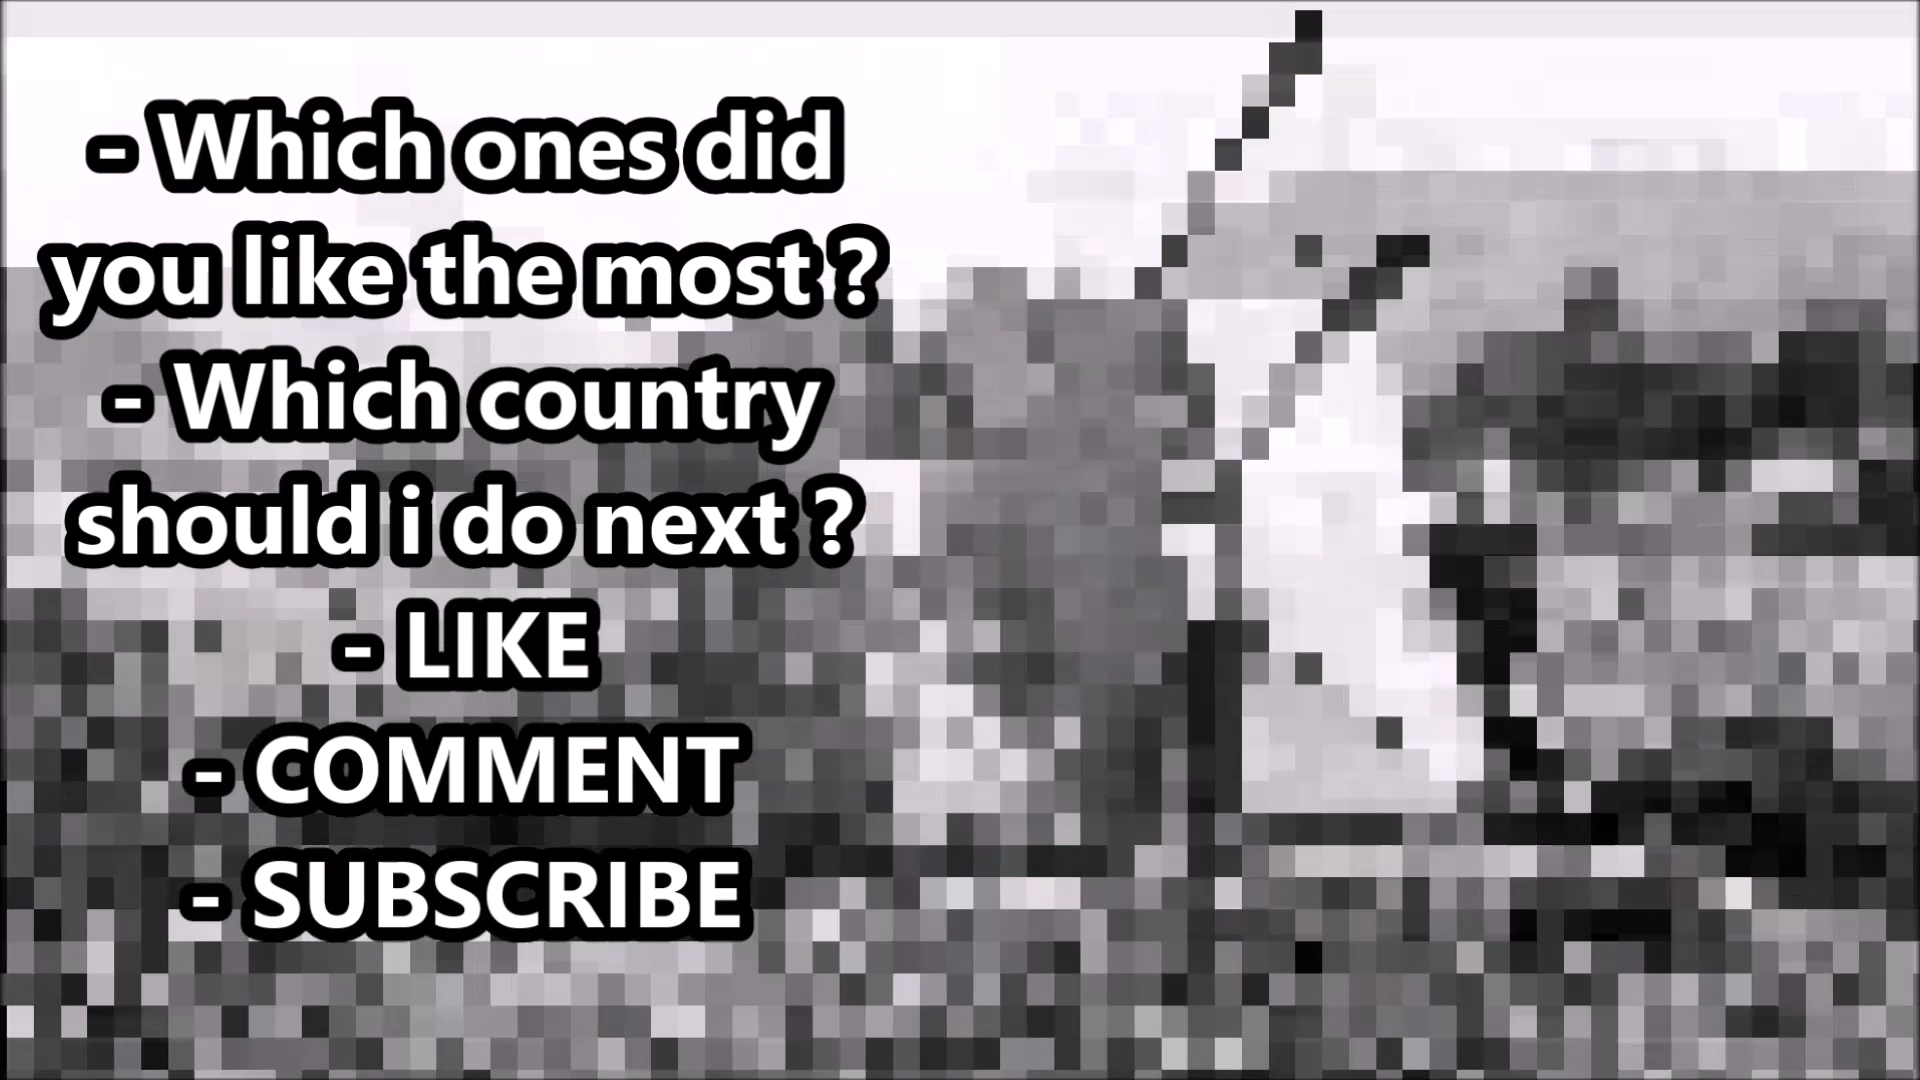 - Which ones did
you like the most ?
- Which country
should i do next ?
- LIKE
- COMMENT
- SUBSCRIBE